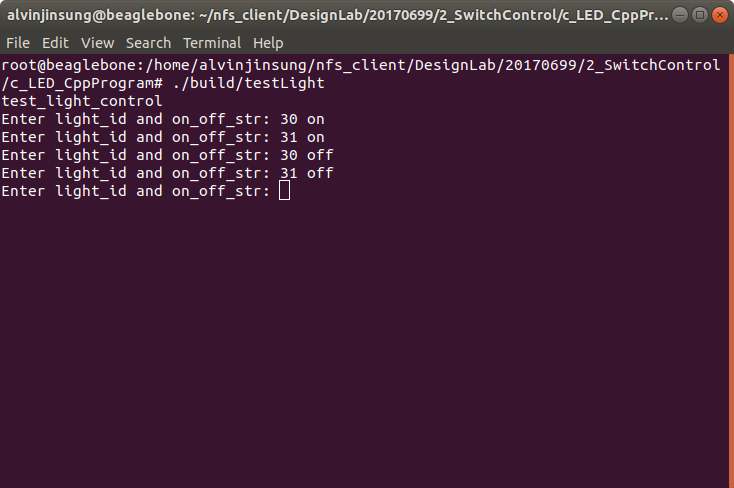 alvinjinsung@beaglebone: ~/nfs_client/DesignLab/20170699/2_SwitchControl/c_LED_CppPr...
File Edit View Search Terminal Help
root@beaglebone:/home/alvinjinsung/nfs_client/DesignLab/20170699/2_SwitchControl
/c_LED_CppProgram# ./build/testLight
test_light_control
Enter light_id and on_off_str: 30 on
Enter light_id and on_off_str: 31 on
Enter light_id and on_off_str: 30 off
Enter light_id and on_off_str: 31 off
Enter light_id and on_off_str: